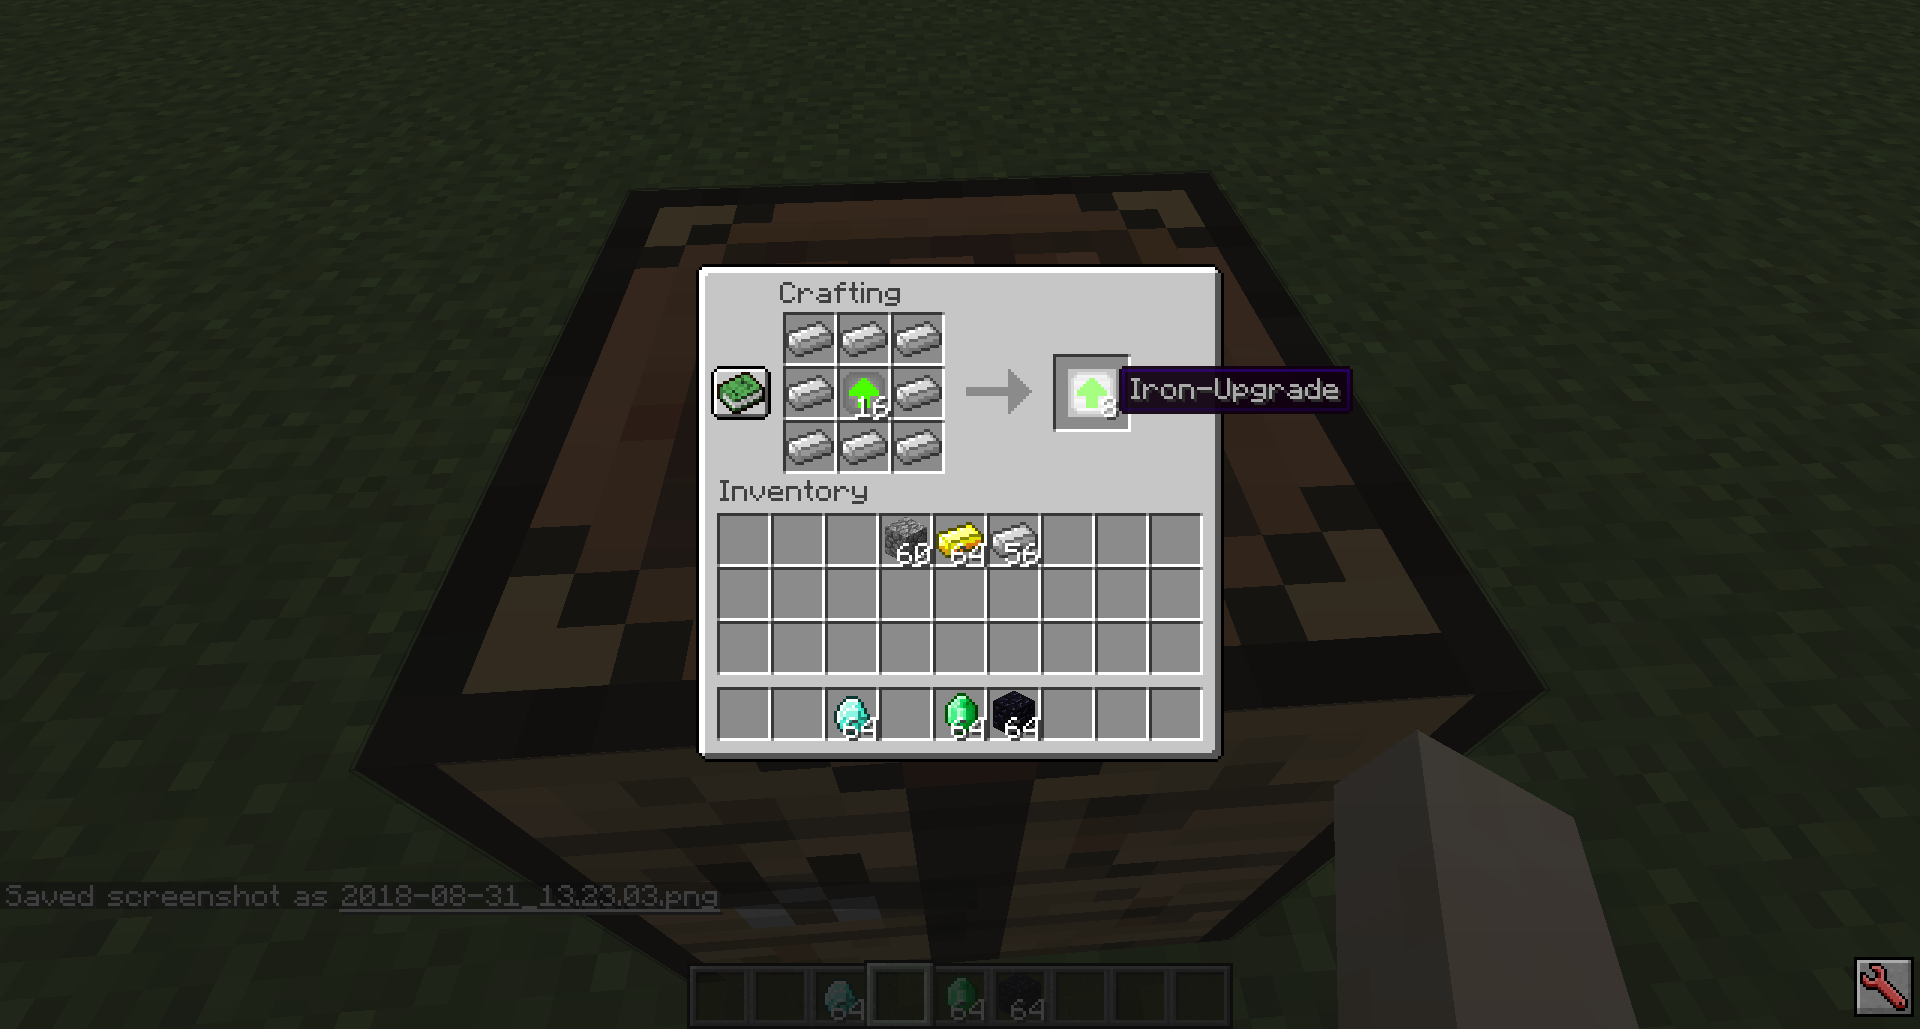 Crafting
16
8
Iron-Upgrade
Inventory
60 64 56
64 64 64
Saved screenshot as 2018-08-31_13.23.03.png
64 64 64